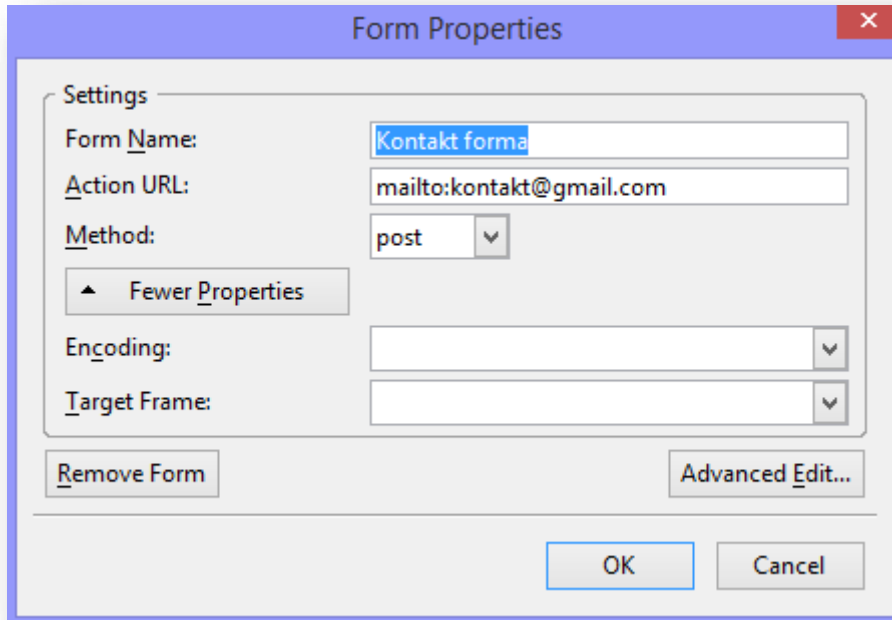 Form Properties
Settings
Form Name: Kontakt forma
Action URL: mailto:kontakt@gmail.com
Method: post
Fewer Properties
Encoding:
Target Frame:
Remove Form Advanced Edit...
OK Cancel